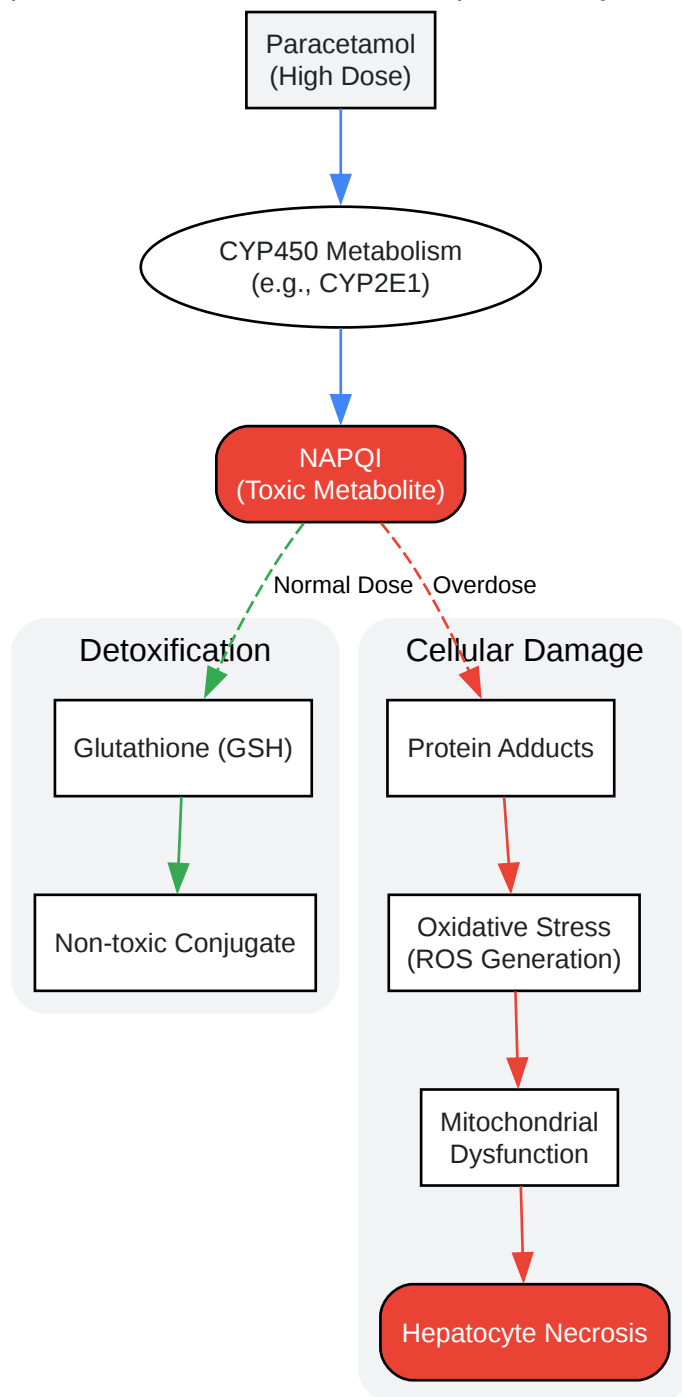 Paracetamol
(High Dose)
CYP450 Metabolism
(e.g., CYP2E1)
NAPQI
(Toxic Metabolite)
Normal Dose
Overdose
Detoxification
Cellular Damage
Glutathione (GSH)
Protein Adducts
Non-toxic Conjugate
Oxidative Stress
(ROS Generation)
Mitochondrial
Dysfunction
Hepatocyte Necrosis